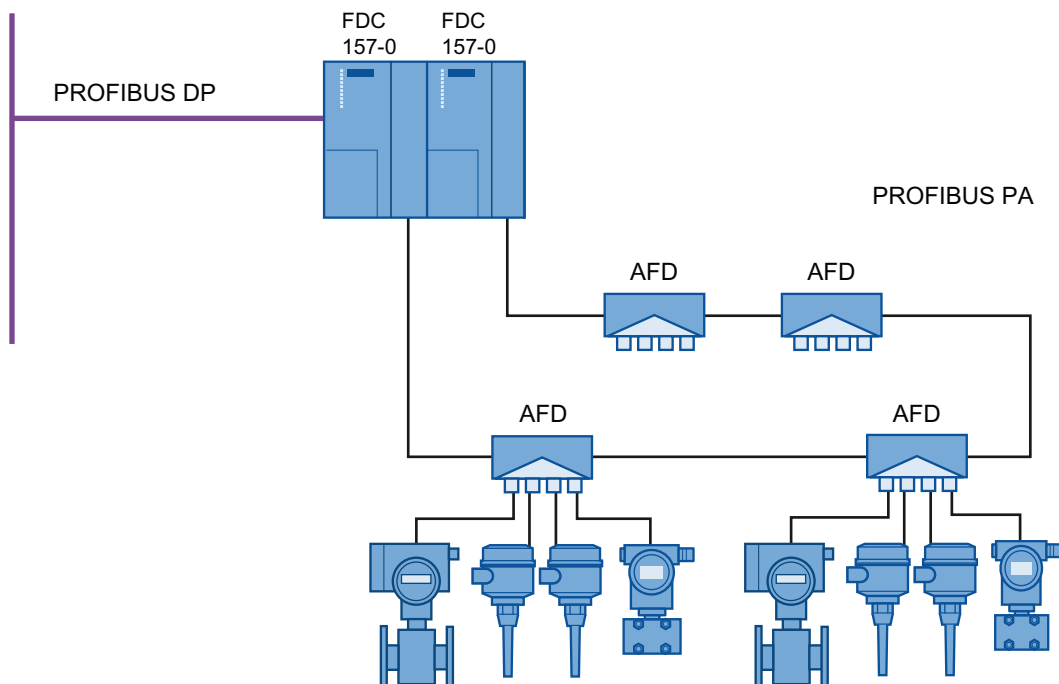 FDC
157-0
FDC
157-0
PROFIBUS DP
PROFIBUS PA
AFD
AFD
AFD
AFD